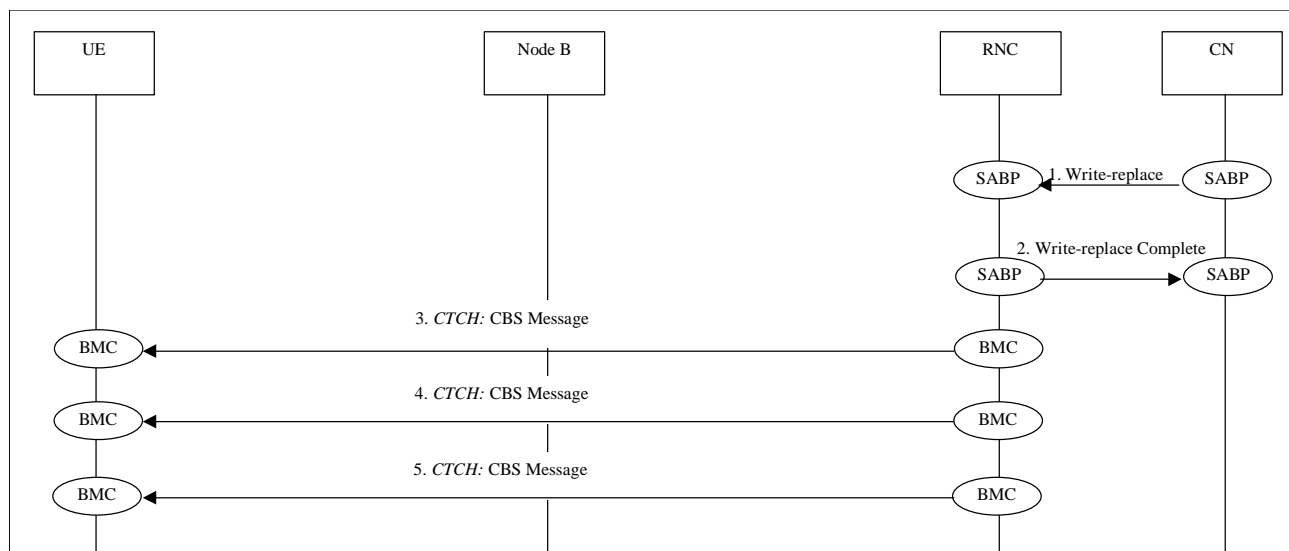 UE
Node B
RNC
CN
SABP
1. Write-replace
SABP
2. Write-replace Complete
SABP
SABP
3. CTCH: CBS Message
BMC
BMC
4. CTCH: CBS Message
BMC
BMC
5. CTCH: CBS Message
BMC
BMC